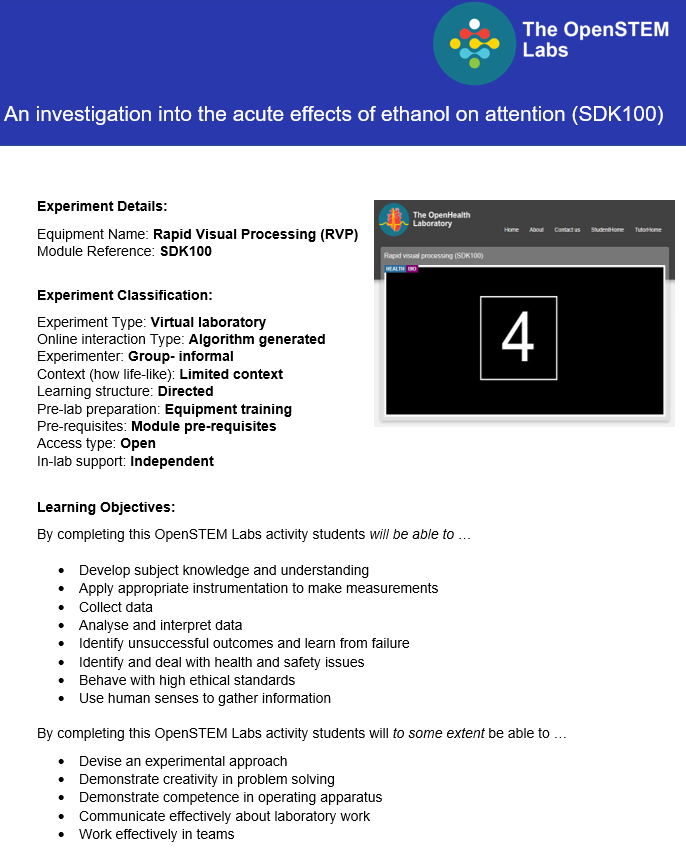 The OpenSTEM
Labs
An investigation into the acute effects of ethanol on attention (SDK100)
Experiment Details:
Equipment Name: Rapid Visual Processing (RVP)
Module Reference: SDK100
The OpenHealth
Laboratory
Home About Contact us StudentHome TutorHome
Rapid visual processing (SDK100)
HEALTH BIO
4
Experiment Classification:
Experiment Type: Virtual laboratory
Online interaction Type: Algorithm generated
Experimenter: Group- informal
Context (how life-like): Limited context
Learning structure: Directed
Pre-lab preparation: Equipment training
Pre-requisites: Module pre-requisites
Access type: Open
In-lab support: Independent
Learning Objectives:
By completing this OpenSTEM Labs activity students will be able to …
• Develop subject knowledge and understanding
• Apply appropriate instrumentation to make measurements
• Collect data
• Analyse and interpret data
• Identify unsuccessful outcomes and learn from failure
• Identify and deal with health and safety issues
• Behave with high ethical standards
• Use human senses to gather information
By completing this OpenSTEM Labs activity students will to some extent be able to …
• Devise an experimental approach
• Demonstrate creativity in problem solving
• Demonstrate competence in operating apparatus
• Communicate effectively about laboratory work
• Work effectively in teams